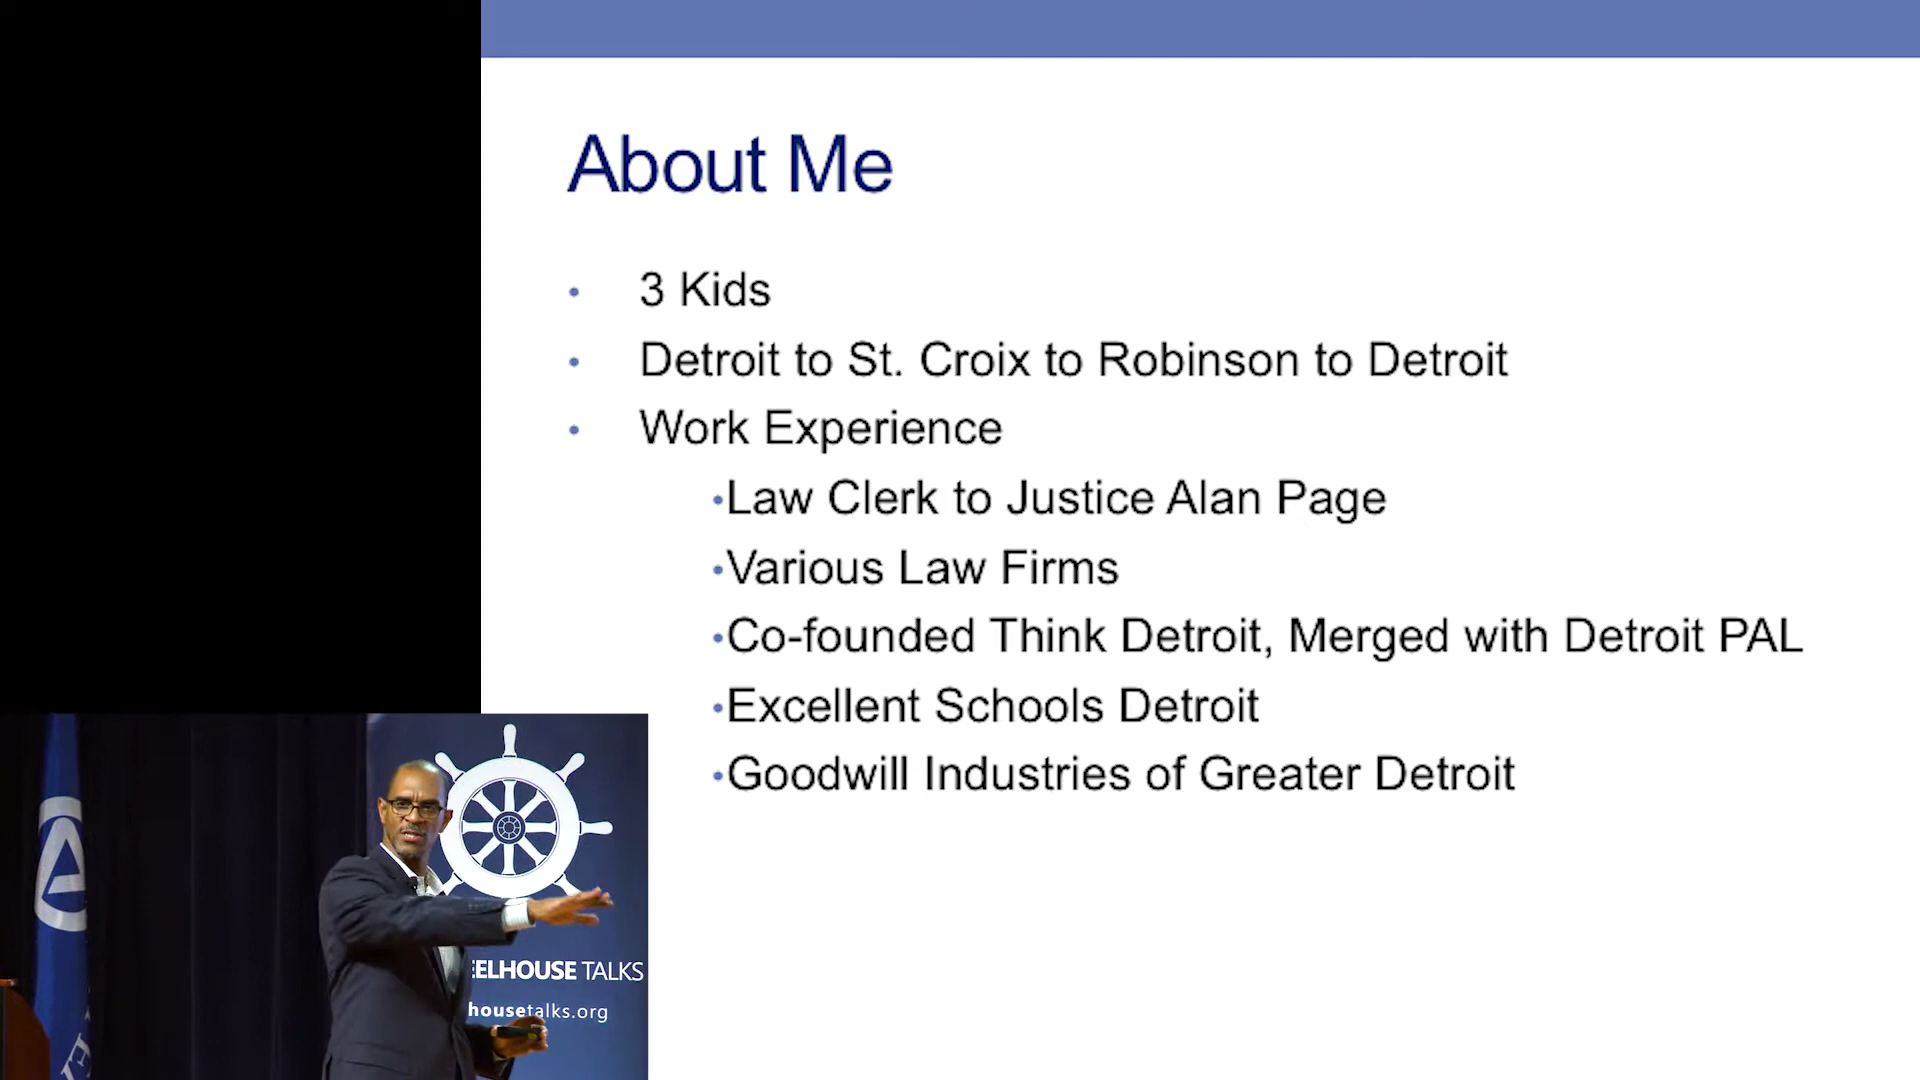 About Me
• 3 Kids
• Detroit to St. Croix to Robinson to Detroit
• Work Experience
•Law Clerk to Justice Alan Page
•Various Law Firms
•Co-founded Think Detroit, Merged with Detroit PAL
•Excellent Schools Detroit
•Goodwill Industries of Greater Detroit
EELHOUSE TALKS
housetalks.org